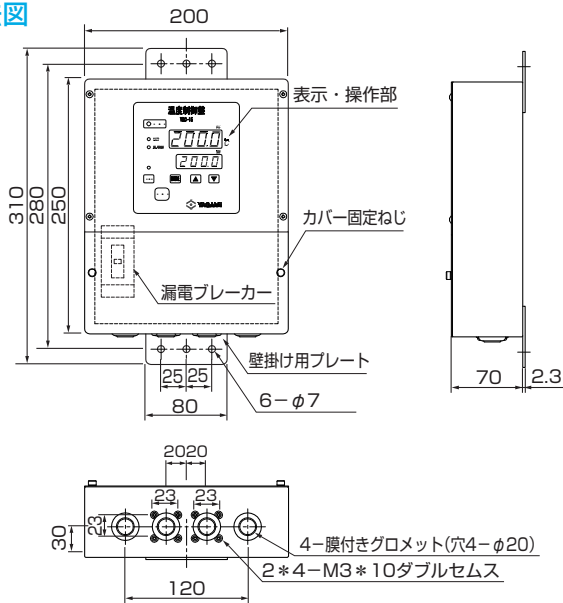 図
200
表示・操作部
温度制御盤
200.0
200.0
310
280
250
カバー固定ねじ
漏電ブレーカー
壁掛け用プレート
25
25
6－φ7
80
70
2.3
2020
23
23
23
30
4－膜付きグロメット(穴4－φ20)
2＊4－M3＊10ダブルセムス
120